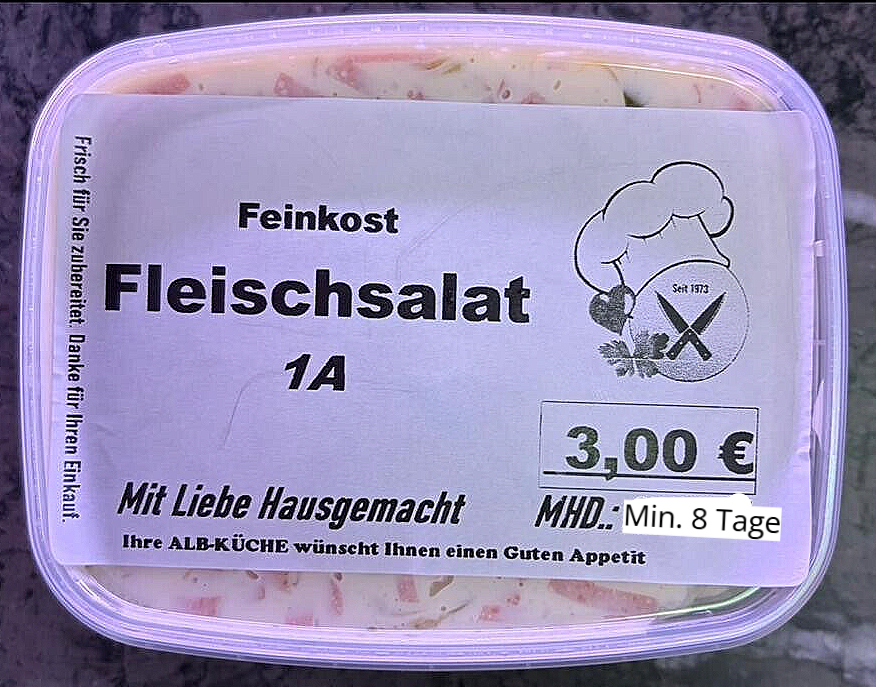 Frisch für Sie zubereitet. Danke für Ihren Einkauf.
Feinkost
Fleischsalat
1A
Seit 1973
3,00 €
Mit Liebe Hausgemacht
MHD.: Min. 8 Tage
Ihre ALB-KÜCHE wünscht Ihnen einen Guten Appetit